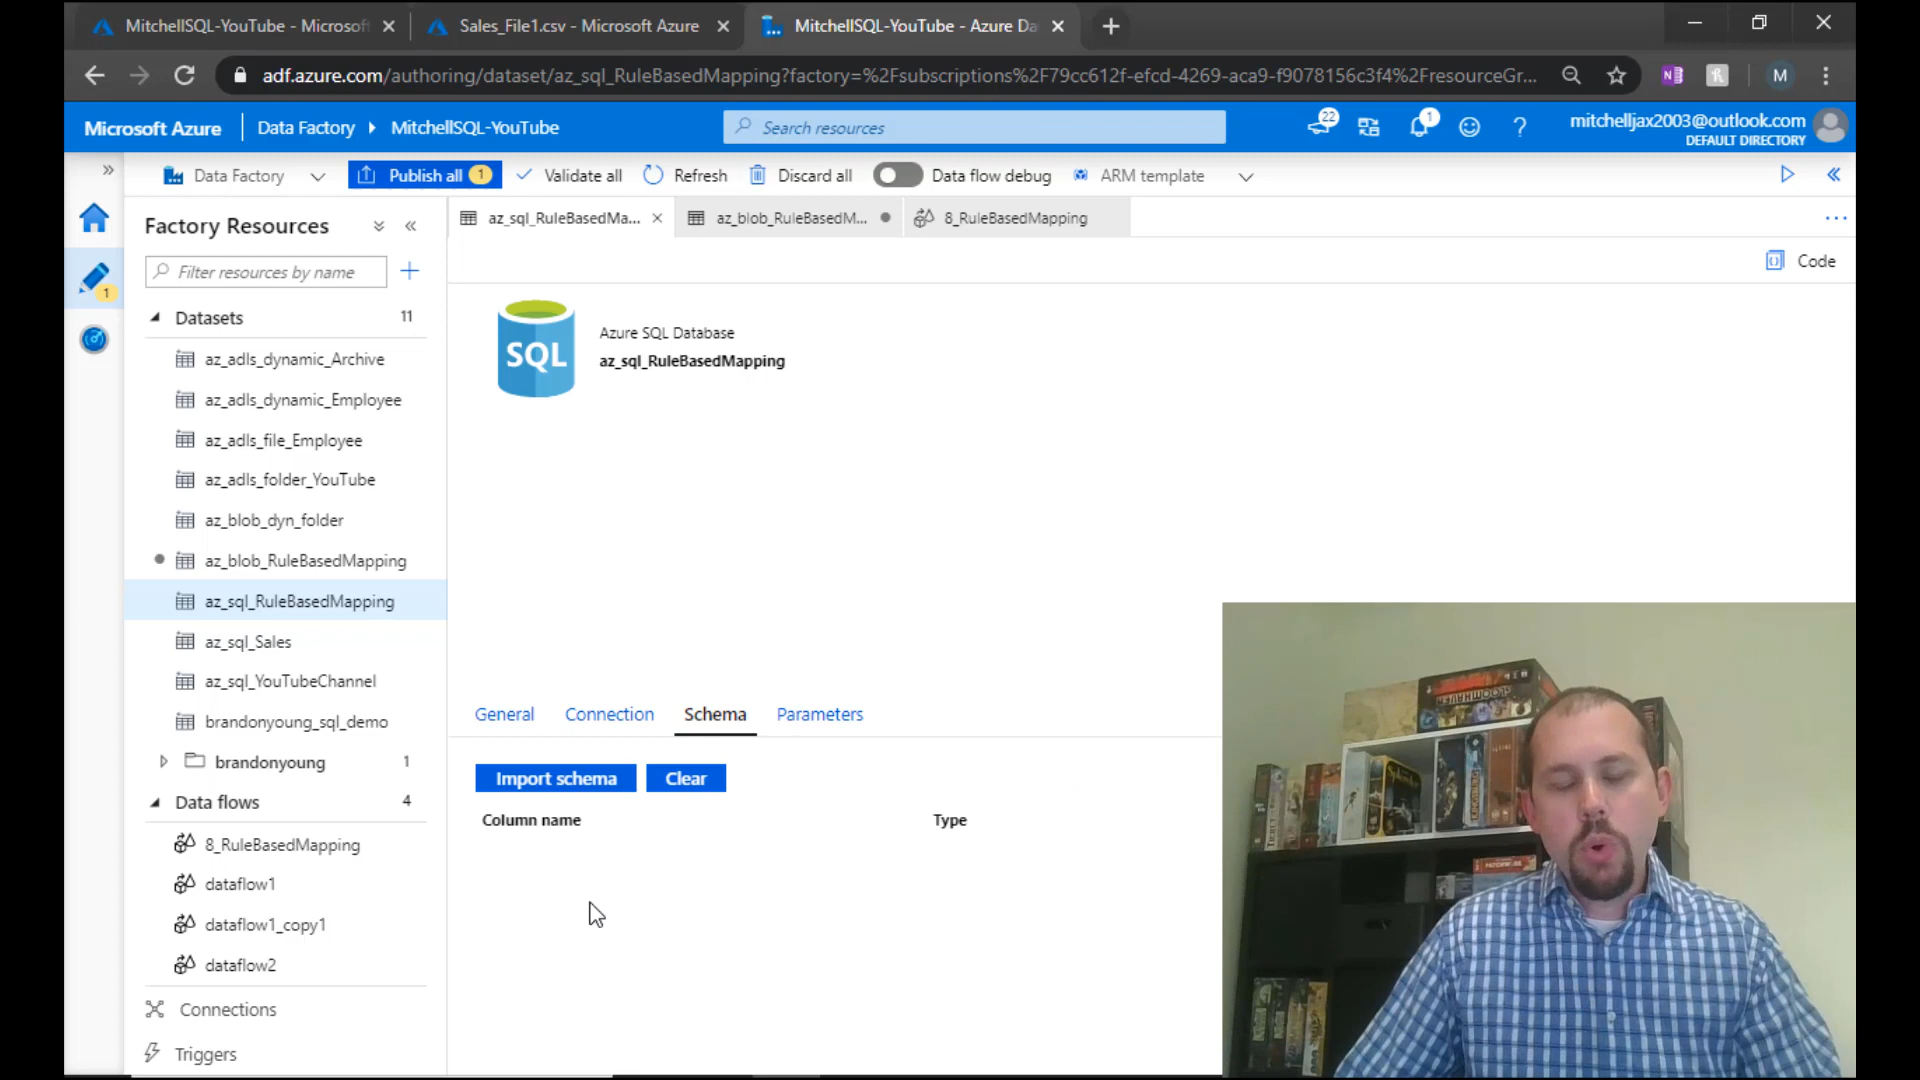 MitchellSQL-YouTube - Microsof
Sales_File1.csv - Microsoft Azure
MitchellSQL-YouTube - Azure Da
adf.azure.com/authoring/dataset/az_sql_RuleBasedMapping?factory=%2Fsubscriptions%2F79cc612f-efcd-4269-aca9-f9078156c3f4%2FresourceGr...
M
Microsoft Azure
Data Factory
MitchellSQL-YouTube
Search resources
22
1
mitchelljax2003@outlook.com
DEFAULT DIRECTORY
Data Factory
Publish all 1
Validate all
Refresh
Discard all
Data flow debug
ARM template
Factory Resources
az_sql_RuleBasedMa...
az_blob_RuleBasedM...
8_RuleBasedMapping
Filter resources by name
Code
1
Datasets 11
az_adls_dynamic_Archive
az_adls_dynamic_Employee
az_adls_file_Employee
az_adls_folder_YouTube
az_blob_dyn_folder
az_blob_RuleBasedMapping
az_sql_RuleBasedMapping
az_sql_Sales
az_sql_YouTubeChannel
brandonyoung_sql_demo
brandonyoung 1
Data flows 4
8_RuleBasedMapping
dataflow1
dataflow1_copy1
dataflow2
Connections
Triggers
SQL
Azure SQL Database
az_sql_RuleBasedMapping
General
Connection
Schema
Parameters
Import schema
Clear
Column name
Type